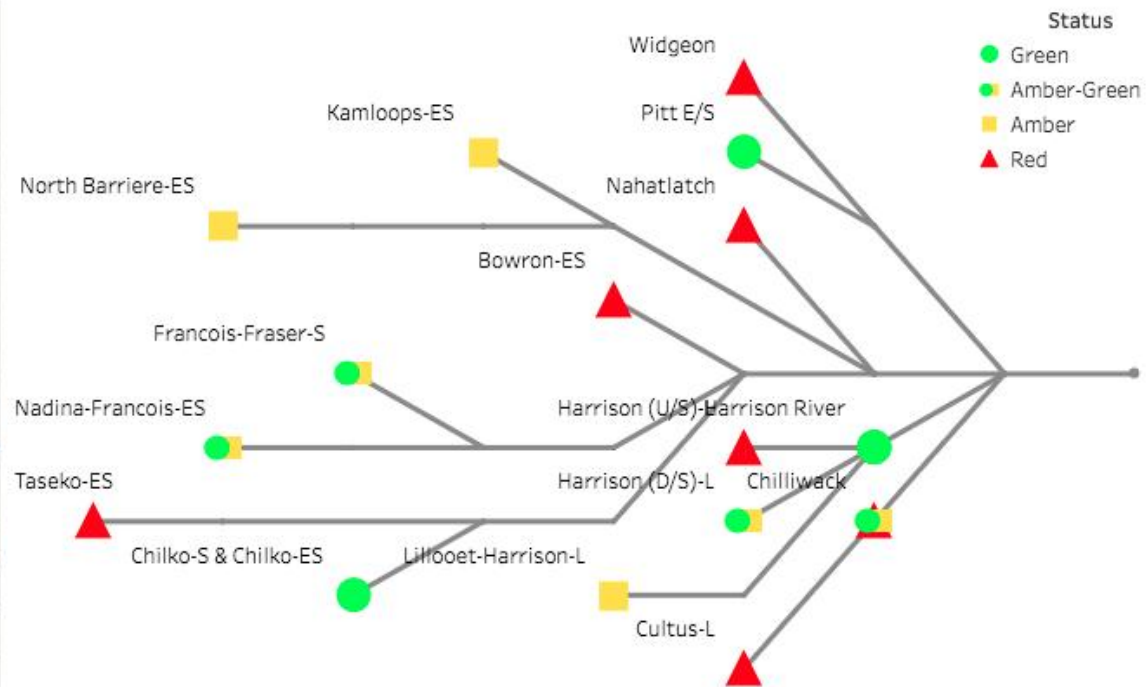 Status
Green
Amber-Green
Amber
Red
Widgeon
Kamloops-ES
Pitt E/S
North Barriere-ES
Nahatlatch
Bowron-ES
Francois-Fraser-S
Nadina-Francois-ES
Harrison (U/S)-L
Harrison River
Taseko-ES
Harrison (D/S)-L
Chilliwack
Chilko-S & Chilko-ES
Lillooet-Harrison-L
Cultus-L